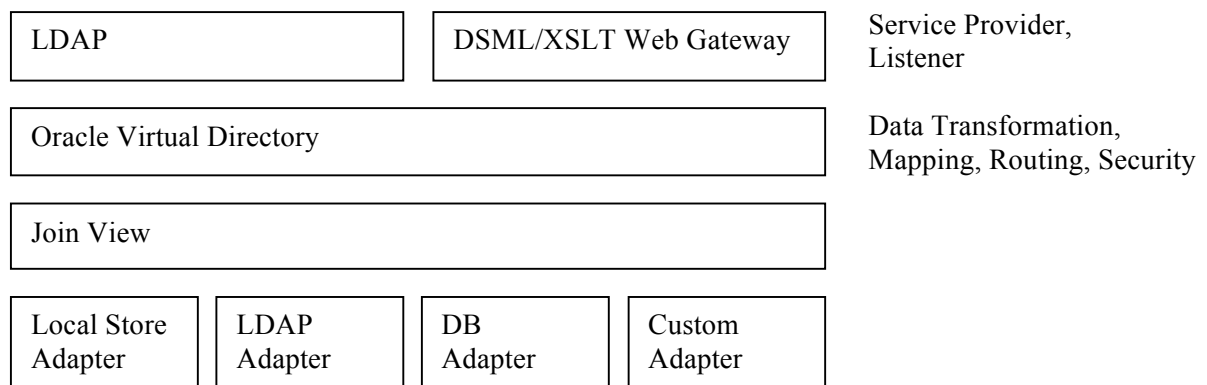 LDAP
DSML/XSLT Web Gateway
Service Provider,
Listener
Oracle Virtual Directory
Data Transformation,
Mapping, Routing, Security
Join View
Local Store
Adapter
LDAP
Adapter
DB
Adapter
Custom
Adapter